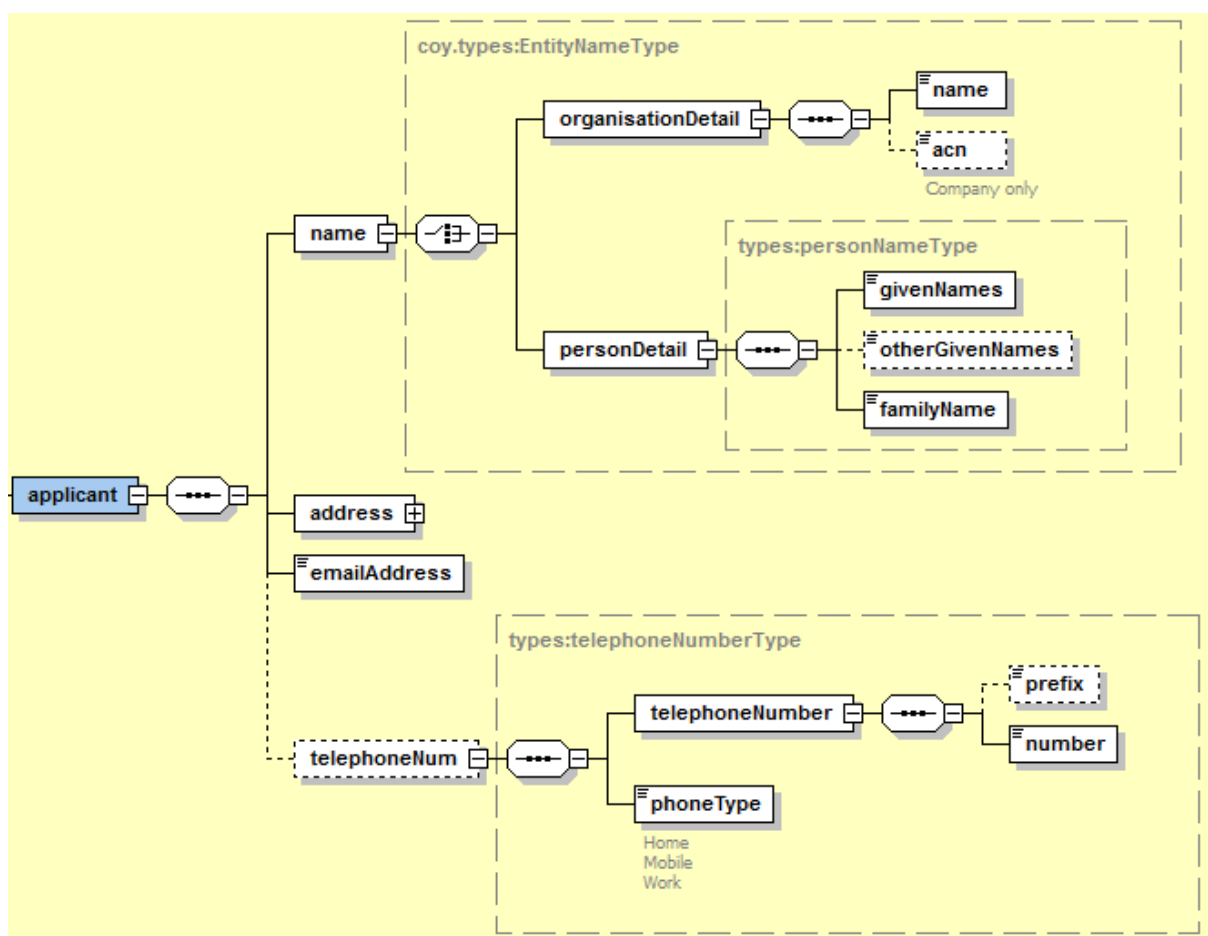 coy.types:EntityNameType
name
organisationDetail
acn
Company only
name
types:personNameType
givenNames
personDetail
otherGivenNames
familyName
applicant
address
emailAddress
types:telephoneNumberType
prefix
telephoneNumber
number
telephoneNum
phoneType
Home
Mobile
Work